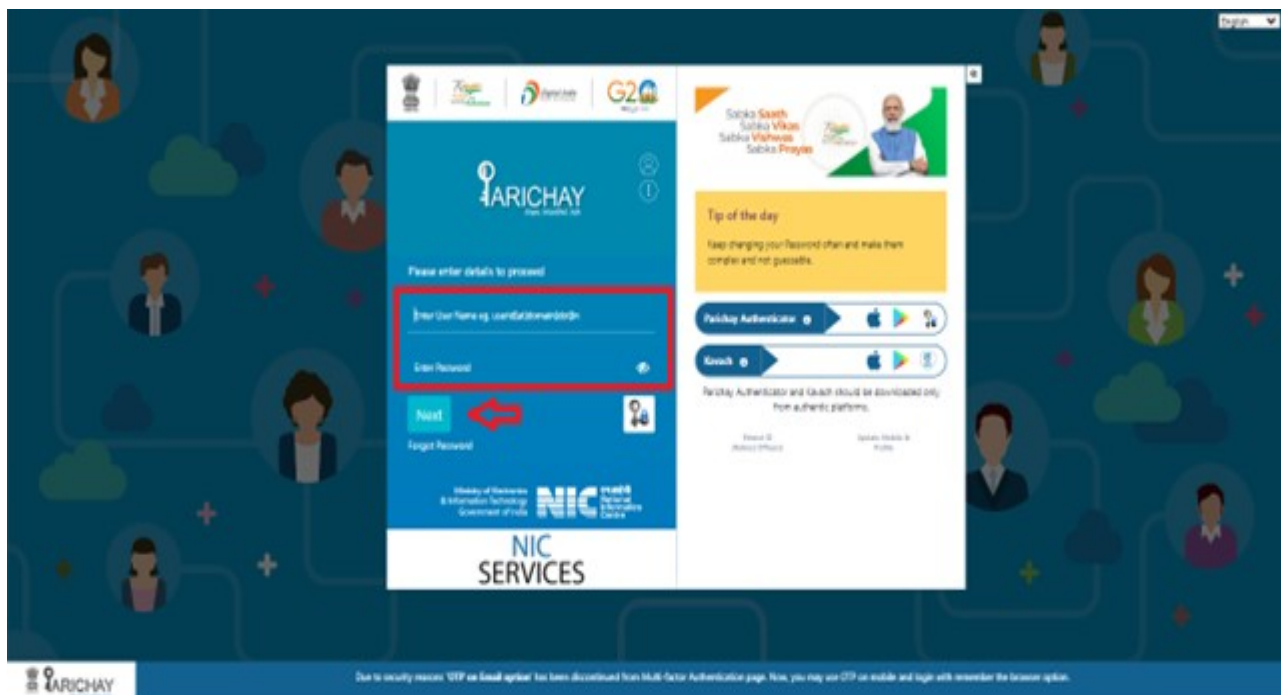 English
G20
PARICHAY
Please enter details to proceed
Enter User Name eg.
Enter Password
Next
Forgot Password
Ministry of Electronics
& Information Technology
Government of India
NIC
National
Informatics
Centre
NIC
SERVICES
Sabka Saath
Sabka Vikas
Sabka Vishwas
Sabka Prayas
Tip of the day
Keep changing your Password often and make them
complex and not guessable.
Parichay Authenticator
Kavach
Parichay Authenticator and Kavach should be downloaded only
from authentic platforms.
Update Mobile in
Profile
PARICHAY
Due to security reasons 'OTP on Email option' has been discontinued from Multi-factor Authentication page. Now, you may use OTP on mobile and login with remember the browser option.